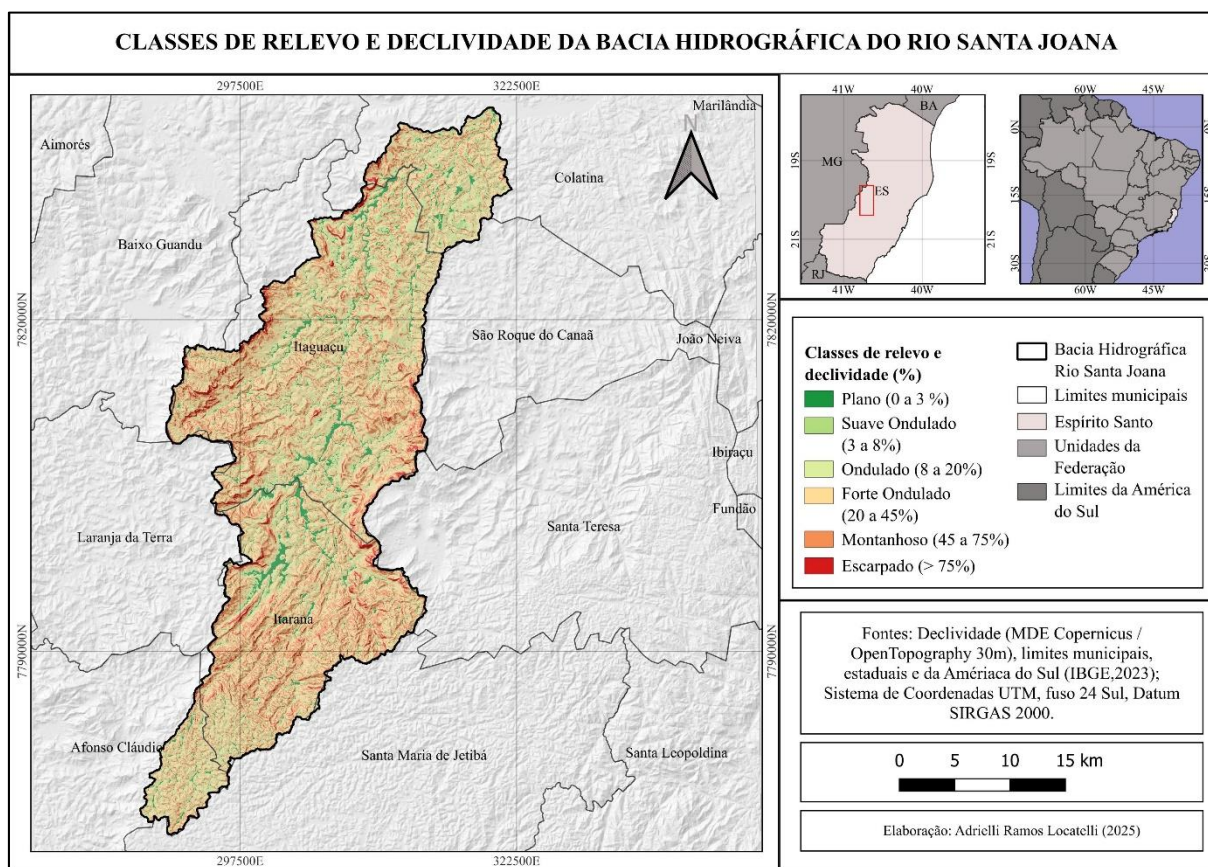 CLASSES DE RELEVO E DECLIVIDADE DA BACIA HIDROGRÁFICA DO RIO SANTA JOANA
297500E
322500E
7820000N
7790000N
Marilândia
Aimorés
N
Colatina
Baixo Guandu
Itaguaçu
São Roque do Canaã
João Neiva
Ibiraçu
Fundão
Laranja da Terra
Santa Teresa
Itarana
Afonso Cláudio
Santa Maria de Jetibá
Santa Leopoldina
7820000N
7790000N
297500E
322500E
41W
40W
BA
19S
19S
MG
ES
21S
21S
RJ
41W
40W
60W
45W
0N
0N
15S
15S
30S
30S
60W
45W
Classes de relevo e
declividade (%)
Plano (0 a 3 %)
Suave Ondulado
(3 a 8%)
Ondulado (8 a 20%)
Forte Ondulado
(20 a 45%)
Montanhoso (45 a 75%)
Escarpado (> 75%)
Bacia Hidrográfica
Rio Santa Joana
Limites municipais
Espírito Santo
Unidades da
Federação
Limites da América
do Sul
Fontes: Declividade (MDE Copernicus /
OpenTopography 30m), limites municipais,
estaduais e da Amériaca do Sul (IBGE,2023);
Sistema de Coordenadas UTM, fuso 24 Sul, Datum
SIRGAS 2000.
0 5 10 15 km
Elaboração: Adrielli Ramos Locatelli (2025)